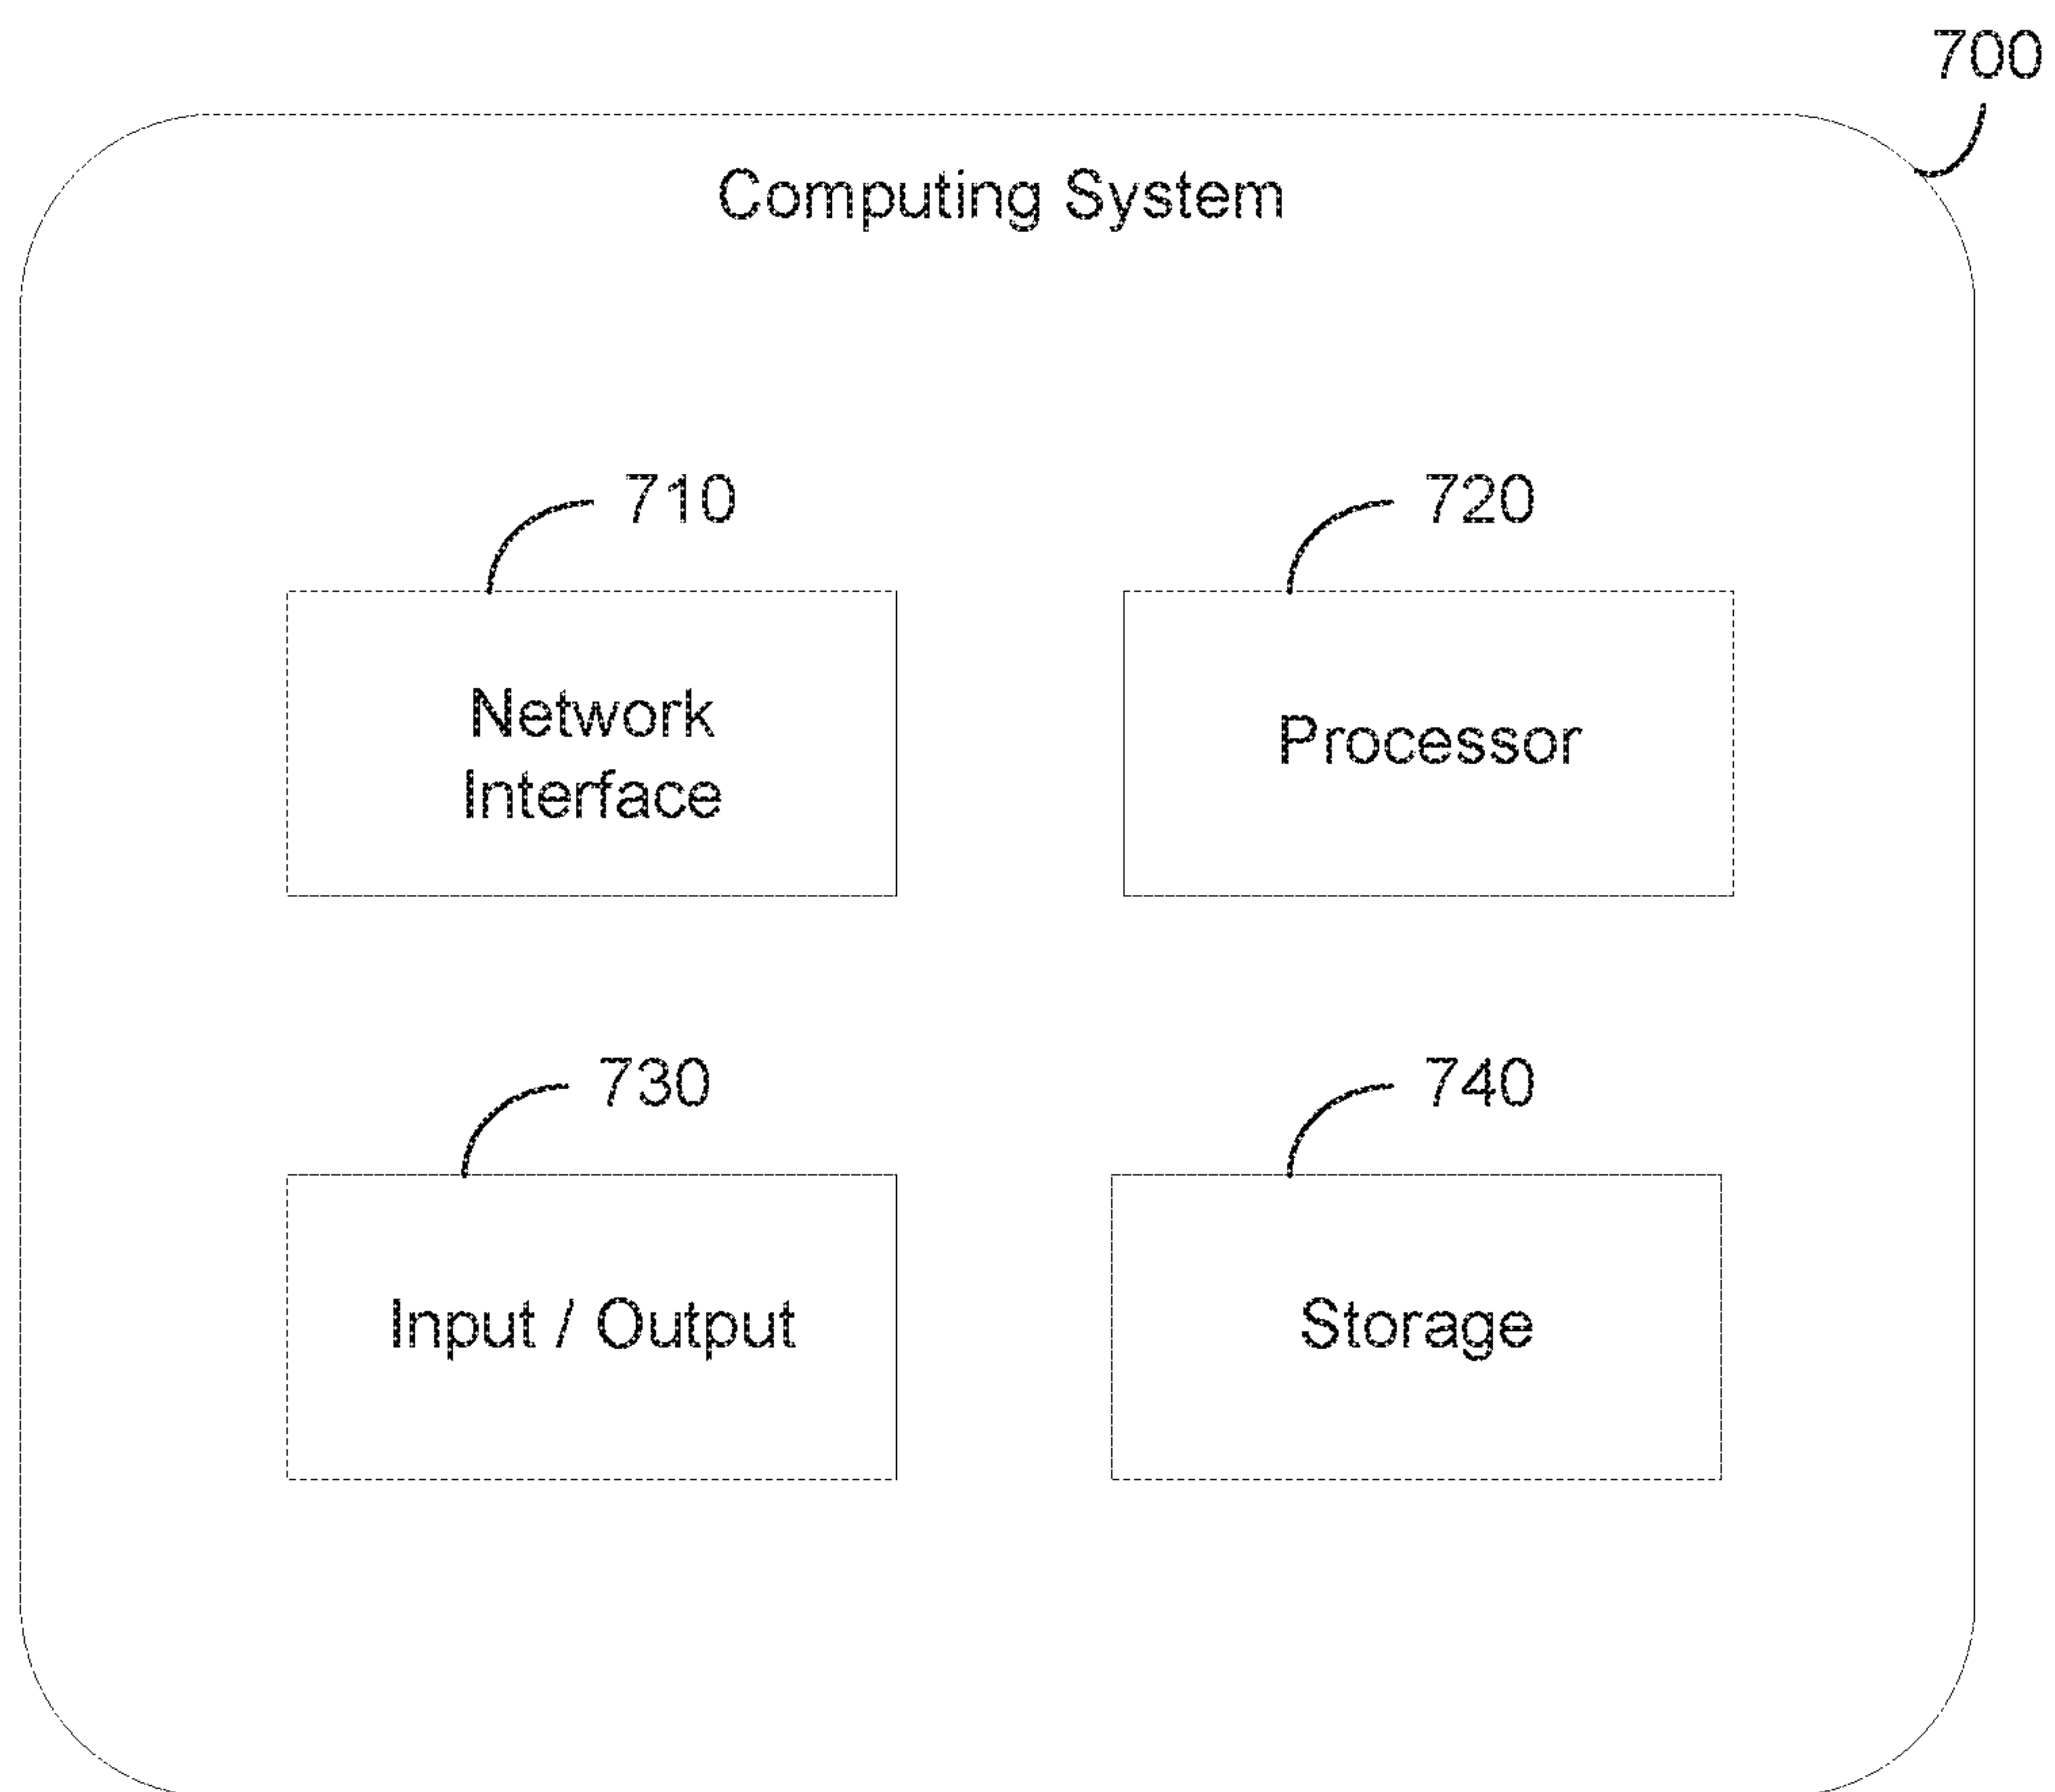 700
Computing System
710
720
Network
Interface
Processor
730
740
Input / Output
Storage